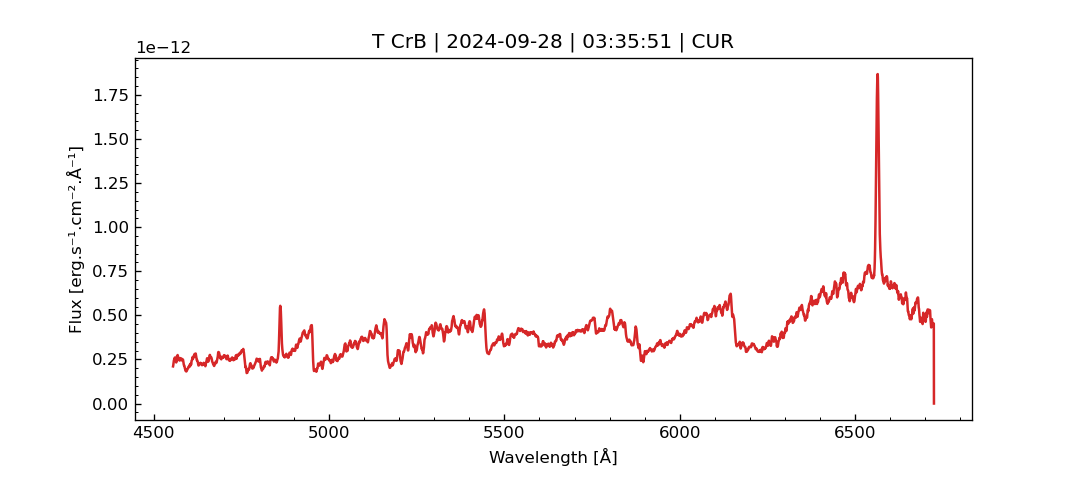 T CrB | 2024-09-28 | 03:35:51 | CUR
1e−12
1.75
1.50
1.25
1.00
0.75
0.50
0.25
0.00
Flux [erg.s⁻¹.cm⁻².Å⁻¹]
4500 5000 5500 6000 6500
Wavelength [Å]